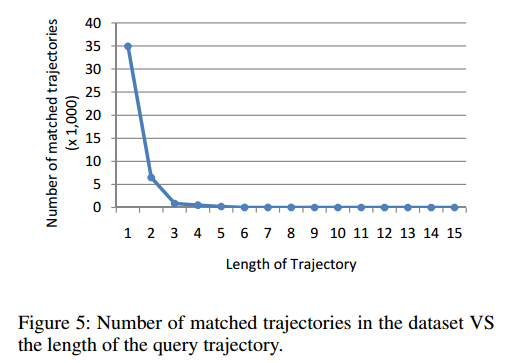 Number of matched trajectories
(x 1,000)
40
35
30
25
20
15
10
5
0
1 2 3 4 5 6 7 8 9 10 11 12 13 14 15
Length of Trajectory
Figure 5: Number of matched trajectories in the dataset VS
the length of the query trajectory.